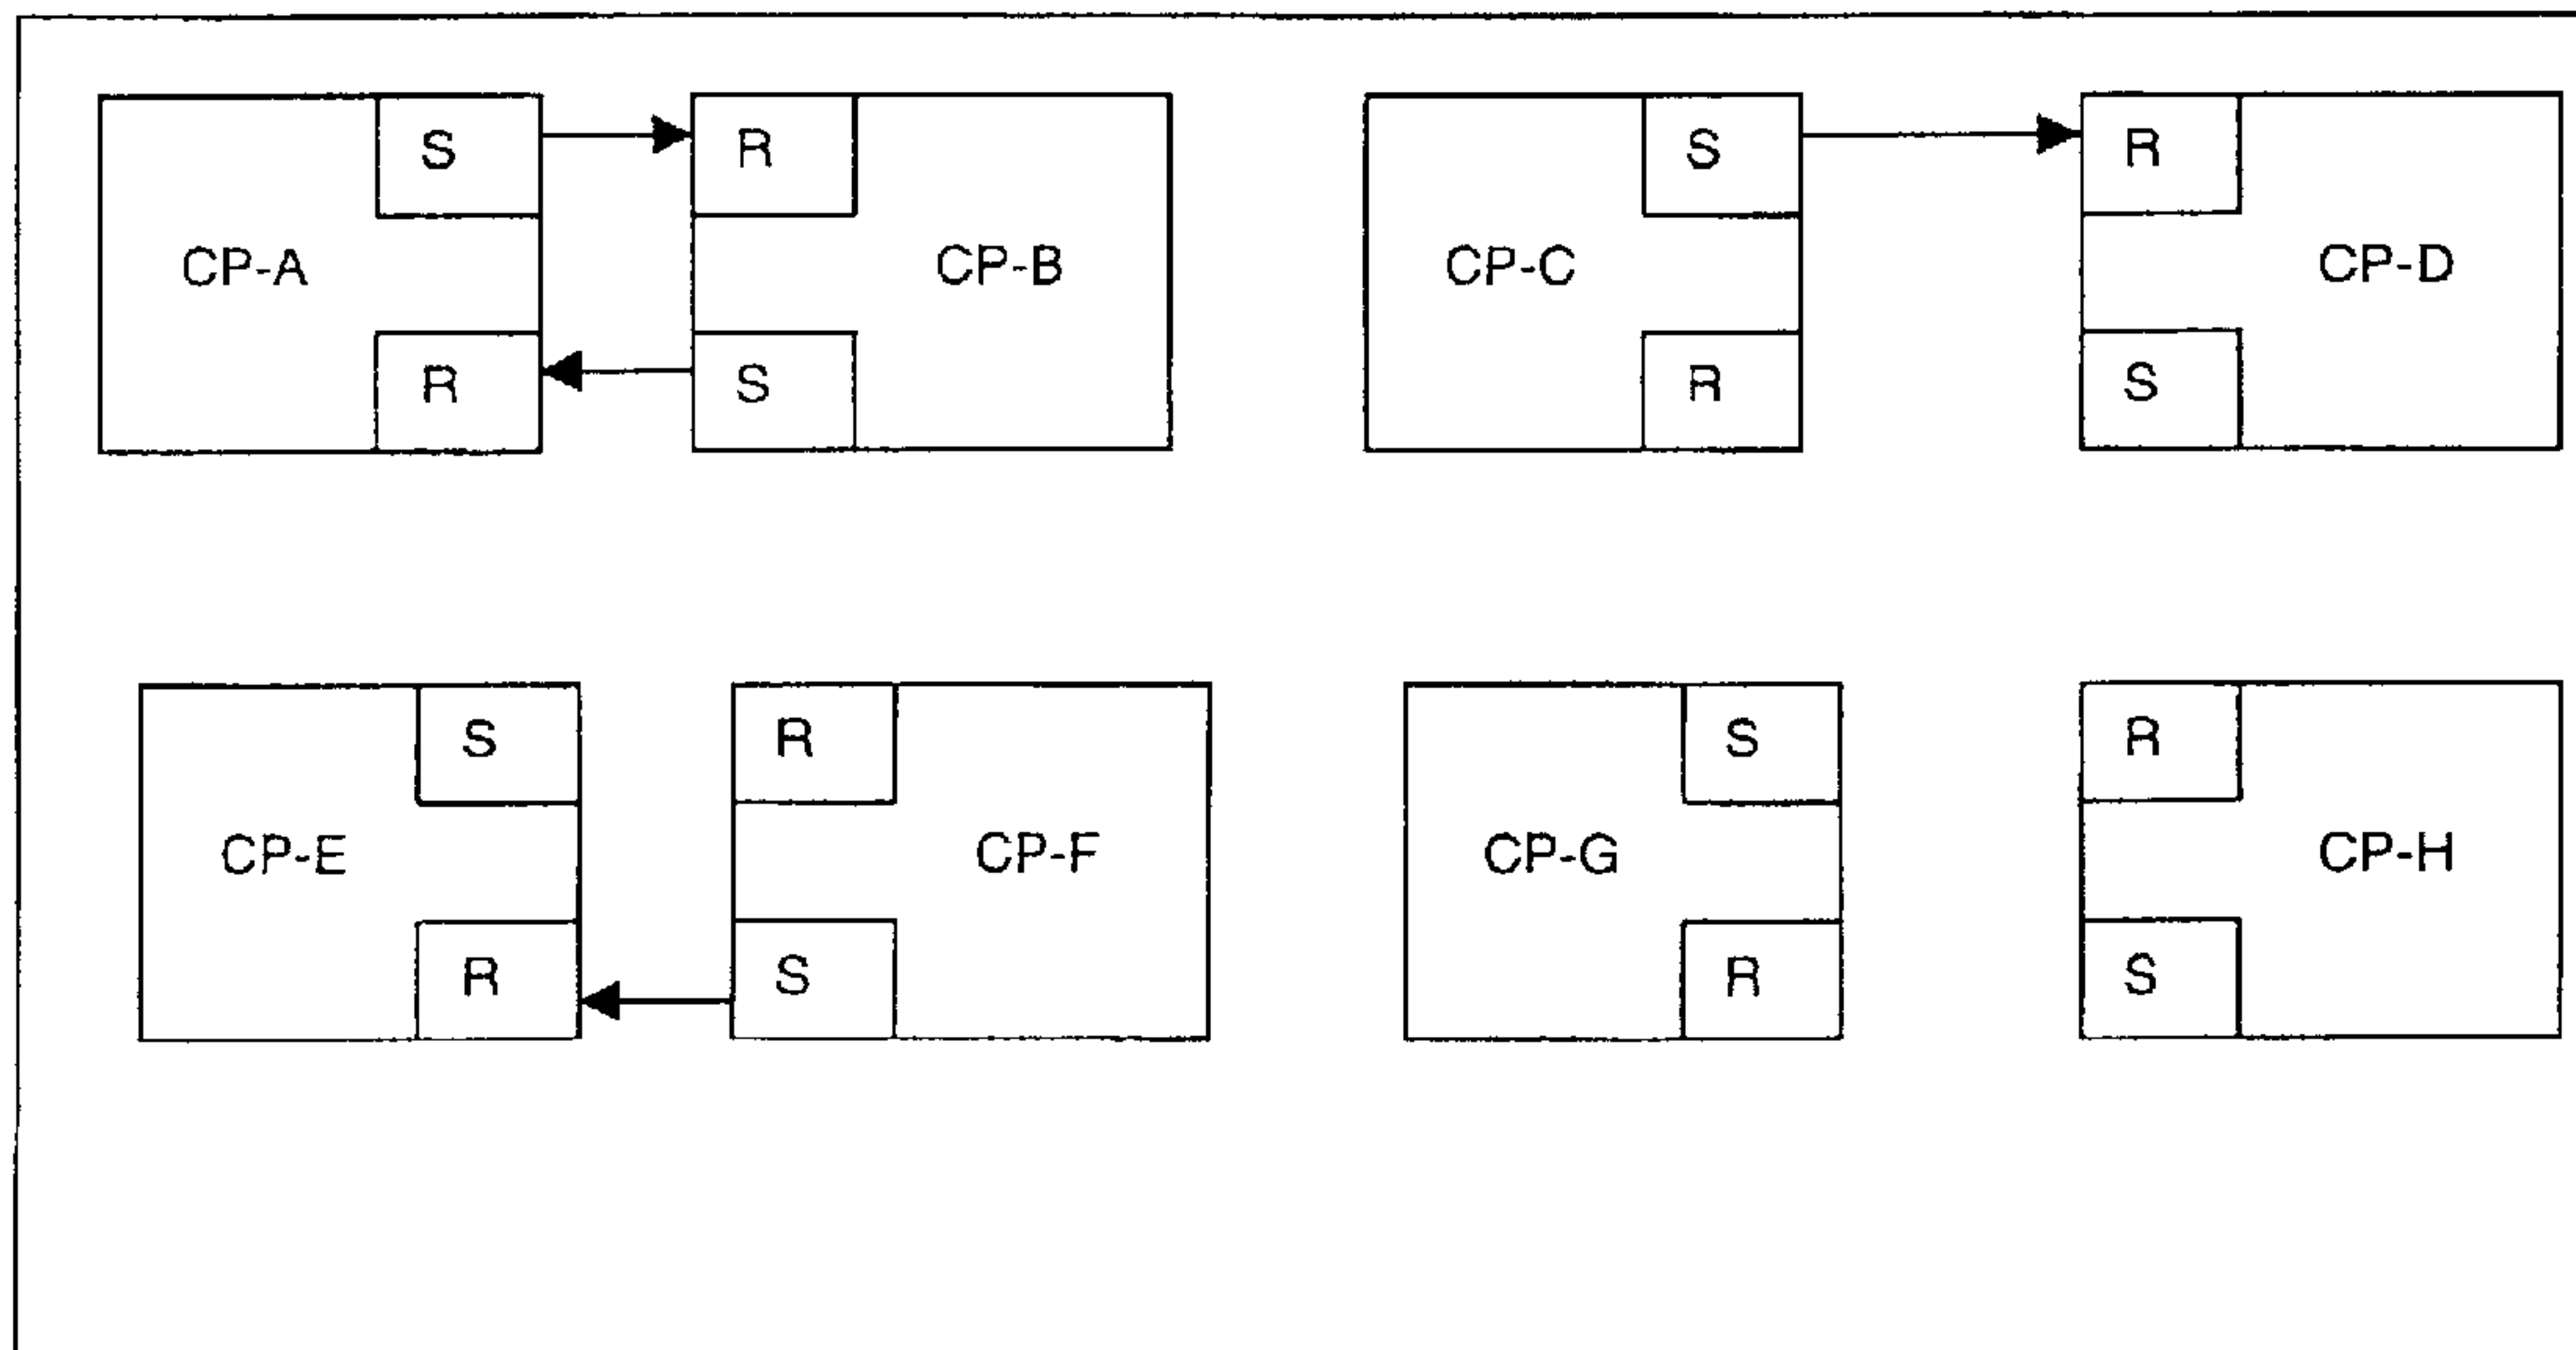 S R S R
CP-A CP-B CP-C CP-D
R S R S
S R S R
CP-E CP-F CP-G CP-H
R S R S